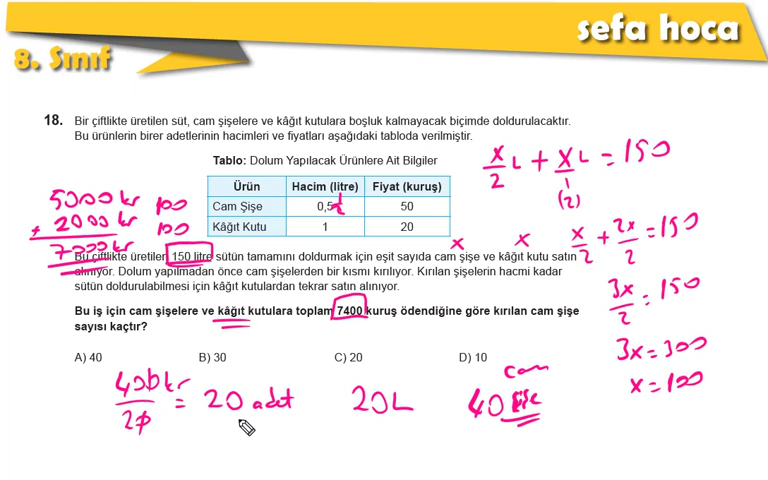 sefa hoca
8. Sınıf
18. Bir çiftlikte üretilen süt, cam şişelere ve kâğıt kutulara boşluk kalmayacak biçimde doldurulacaktır.
Bu ürünlerin birer adetlerinin hacimleri ve fiyatları aşağıdaki tabloda verilmiştir.
Tablo: Dolum Yapılacak Ürünlere Ait Bilgiler
Ürün Hacim (litre) Fiyat (kuruş)
Cam Şişe 0,5 50
Kâğıt Kutu 1 20
x/2 L + x/1 L = 150
(2)
5000 kr 100
+ 2000 kr 100
7000 kr
x x
x/2 + 2x/2 = 150
3x/2 = 150
3x = 300
x = 100
Bu çiftlikte üretilen 150 litre sütün tamamını doldurmak için eşit sayıda cam şişe ve kâğıt kutu satın
alınıyor. Dolum yapılmadan önce cam şişelerden bir kısmı kırılıyor. Kırılan şişelerin hacmi kadar
sütün doldurulabilmesi için kâğıt kutulardan tekrar satın alınıyor.
Bu iş için cam şişelere ve kâğıt kutulara toplam 7400 kuruş ödendiğine göre kırılan cam şişe
sayısı kaçtır?
A) 40 B) 30 C) 20 D) 10
400 kr/20 = 20 adet 20L 40 cam şişe